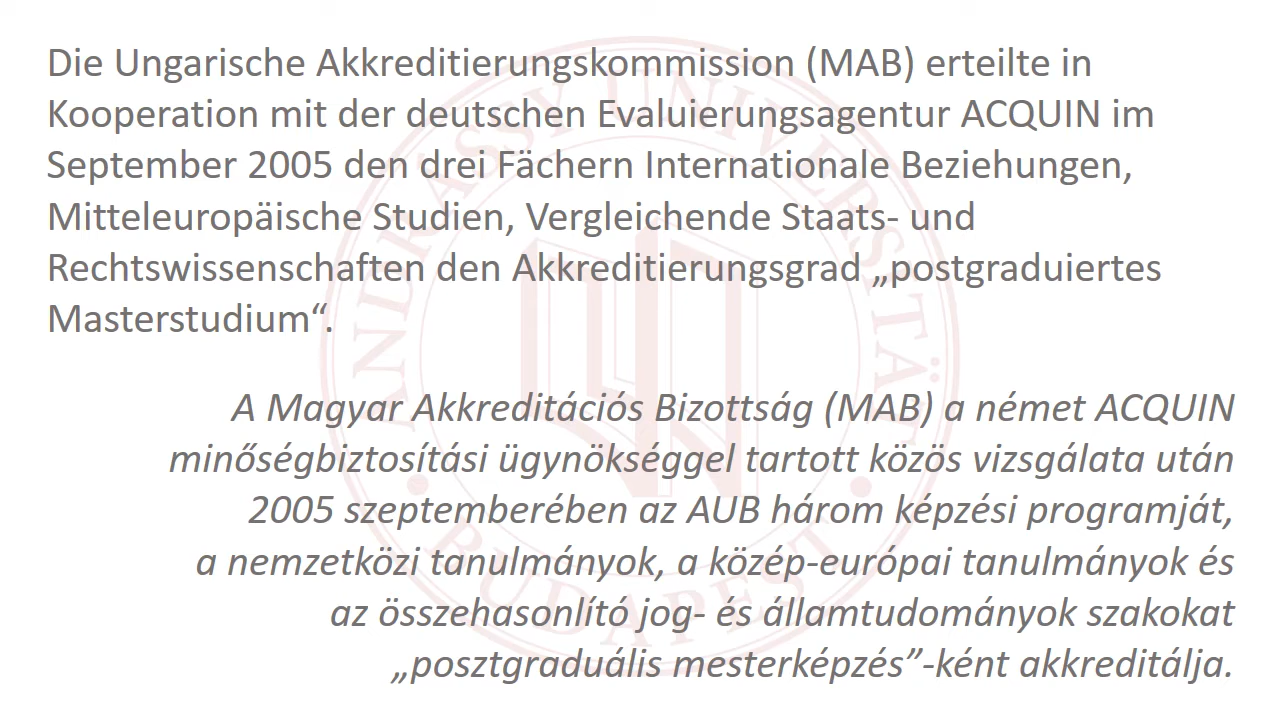 Die Ungarische Akkreditierungskommission (MAB) erteilte in
Kooperation mit der deutschen Evaluierungsagentur ACQUIN im
September 2005 den drei Fächern Internationale Beziehungen,
Mitteleuropäische Studien, Vergleichende Staats- und
Rechtswissenschaften den Akkreditierungsgrad „postgraduiertes
Masterstudium“.
A Magyar Akkreditációs Bizottság (MAB) a német ACQUIN
minőségbiztosítási ügynökséggel tartott közös vizsgálata után
2005 szeptemberében az AUB három képzési programját,
a nemzetközi tanulmányok, a közép-európai tanulmányok és
az összehasonlító jog- és államtudományok szakokat
„posztgraduális mesterképzés”-ként akkreditálja.
ANDRÁSSY UNIVERSITÄT
BUDAPEST